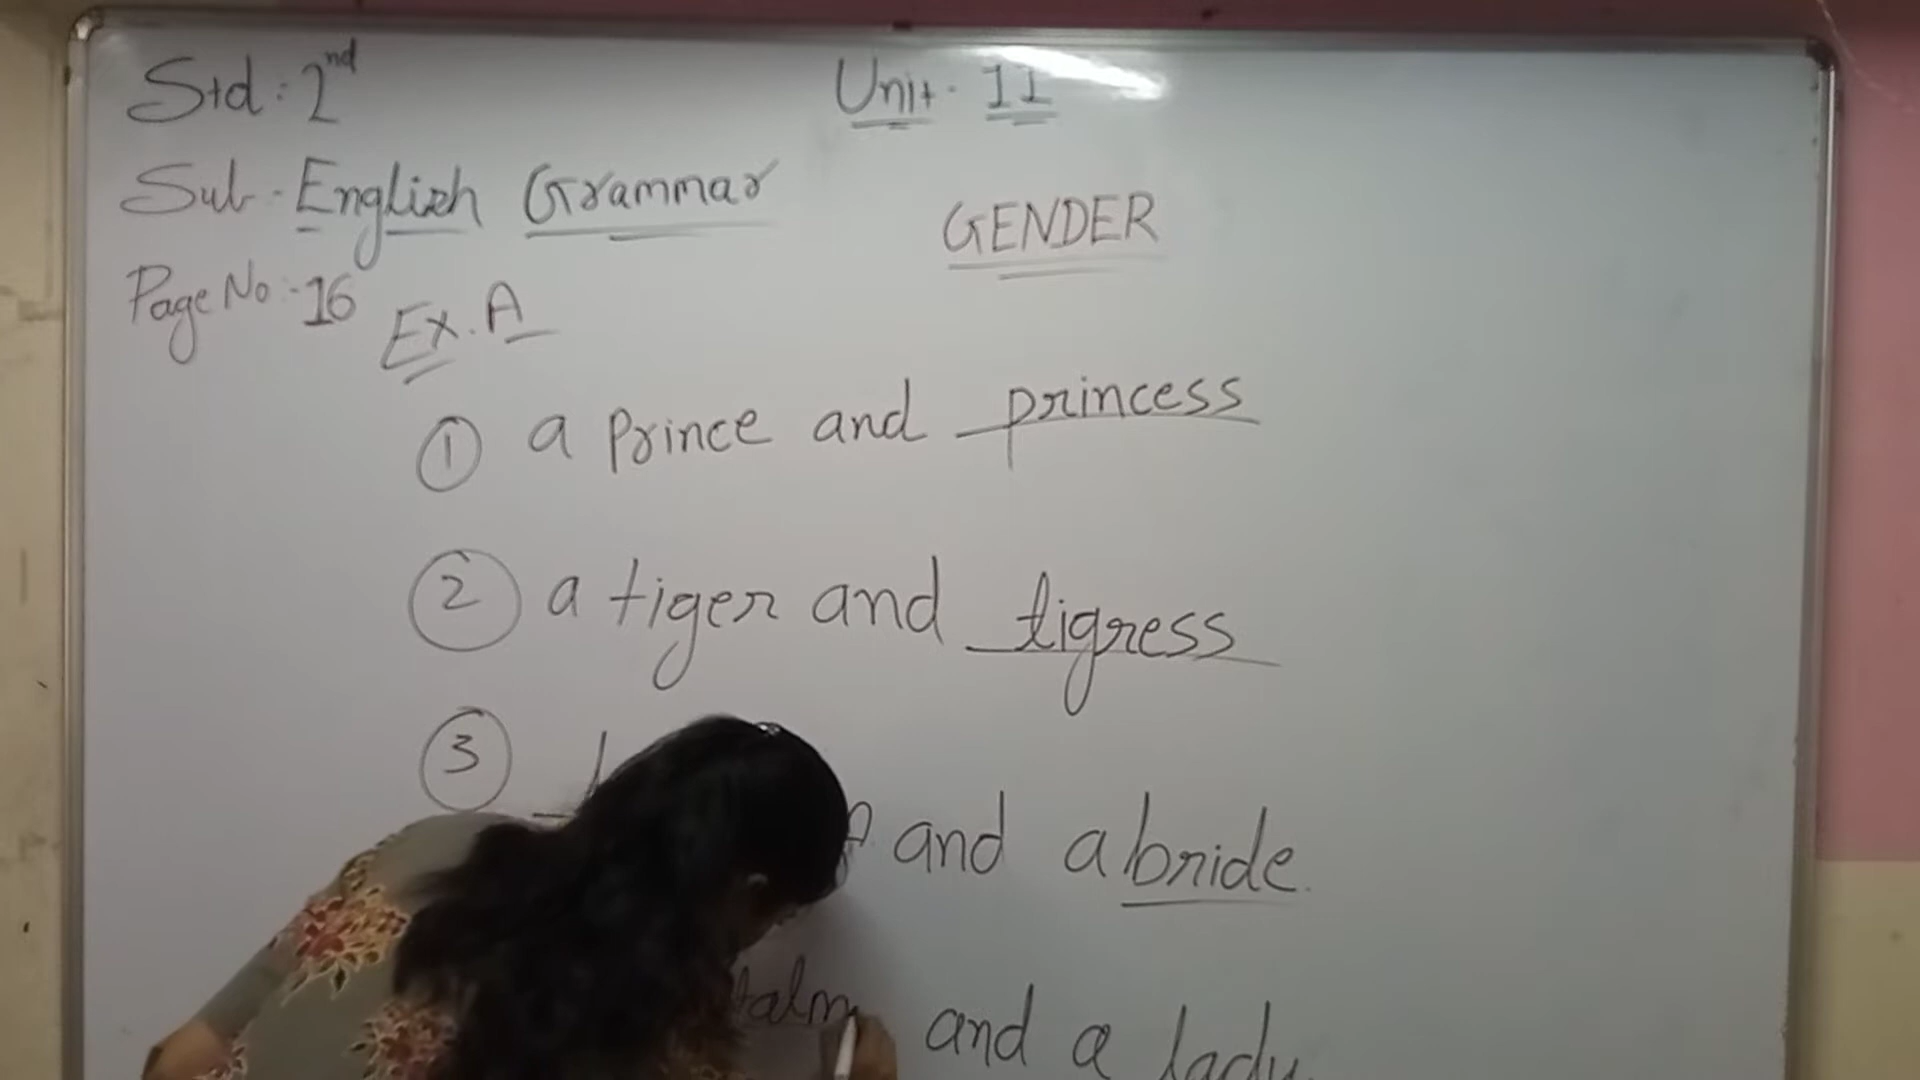 Std : 2nd
Unit - 11
Sub - English Grammar
GENDER
Page No :- 16
Ex. A
① a prince and princess
② a tiger and tigress
③ and a bride.
and a lady.